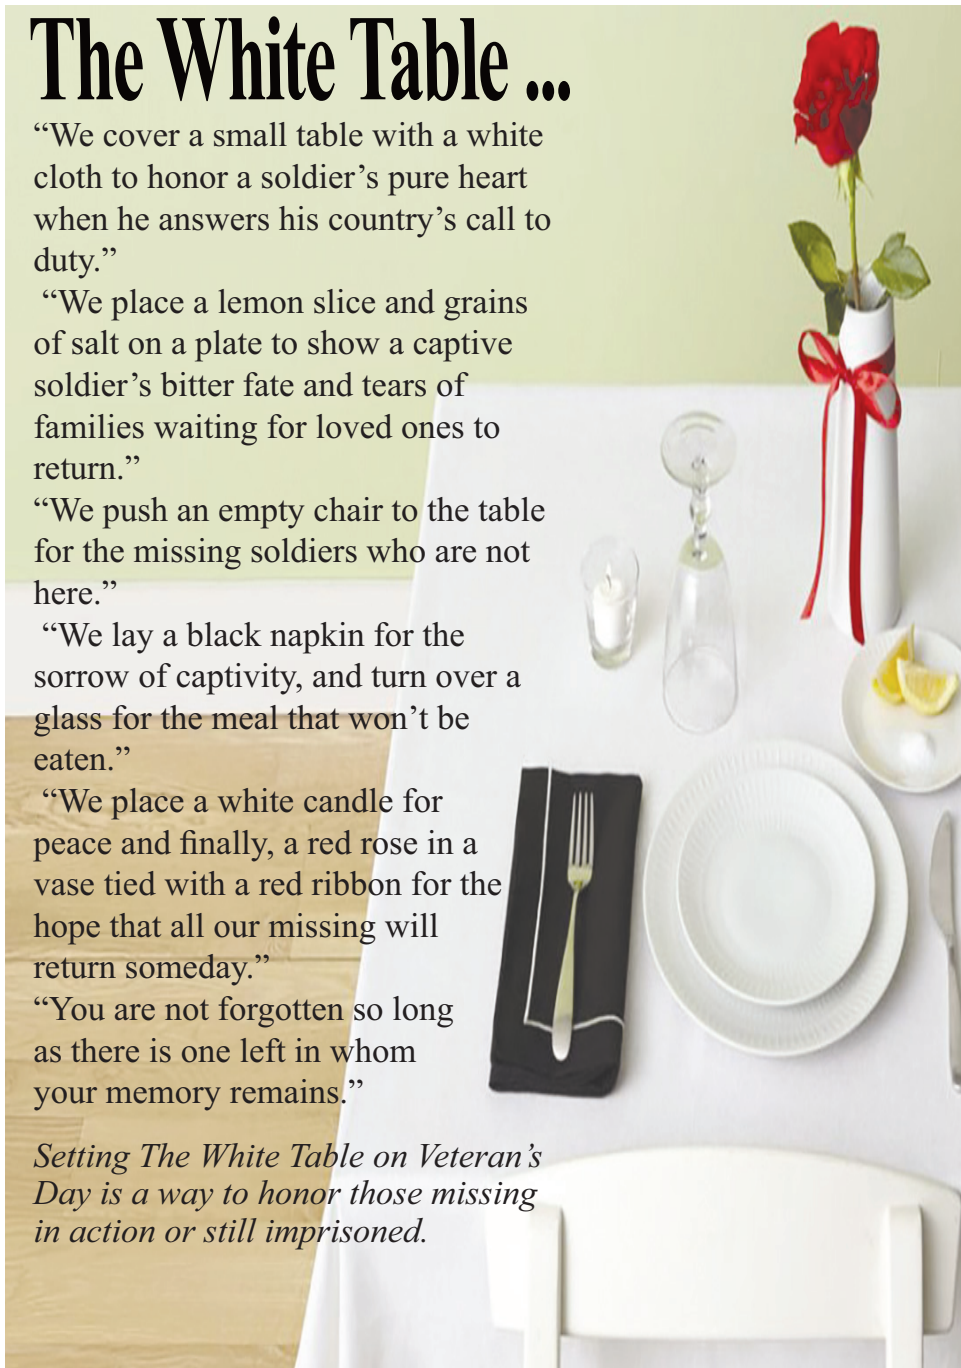 The White Table ...
“We cover a small table with a white
cloth to honor a soldier’s pure heart
when he answers his country’s call to
duty.”
“We place a lemon slice and grains
of salt on a plate to show a captive
soldier’s bitter fate and tears of
families waiting for loved ones to
return.”
“We push an empty chair to the table
for the missing soldiers who are not
here.”
“We lay a black napkin for the
sorrow of captivity, and turn over a
glass for the meal that won’t be
eaten.”
“We place a white candle for
peace and finally, a red rose in a
vase tied with a red ribbon for the
hope that all our missing will
return someday.”
“You are not forgotten so long
as there is one left in whom
your memory remains.”
Setting The White Table on Veteran’s
Day is a way to honor those missing
in action or still imprisoned.